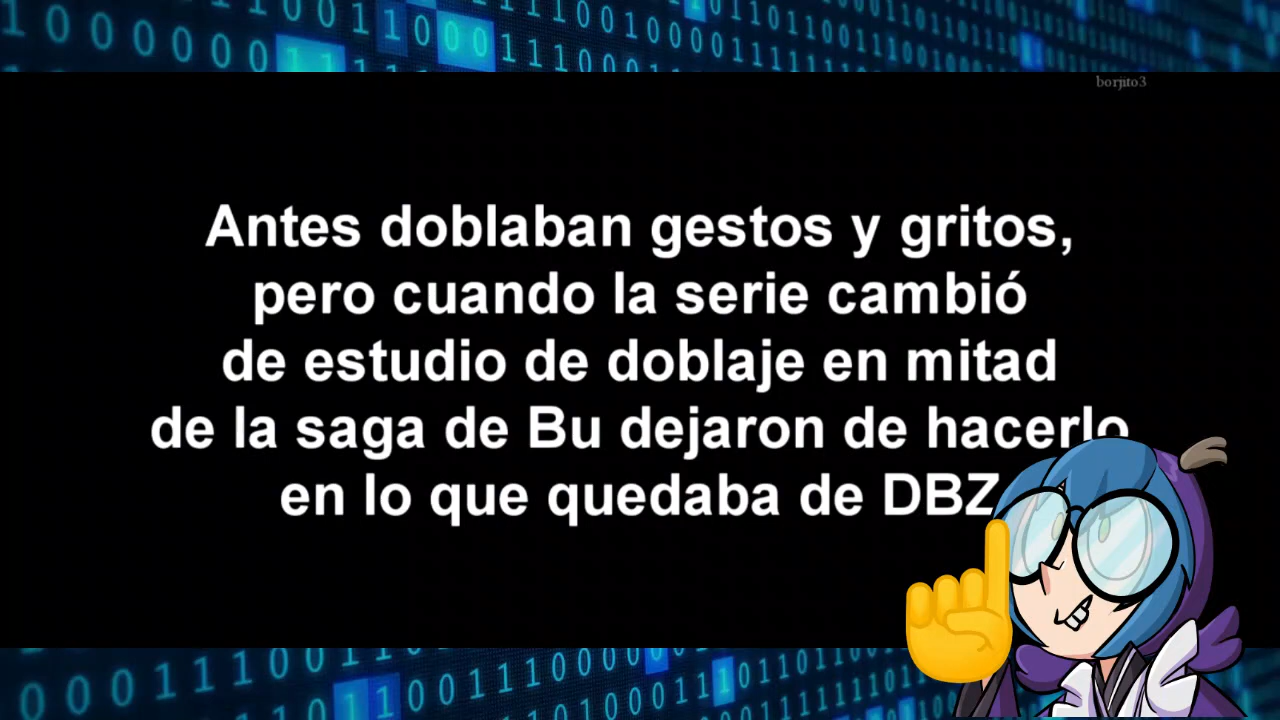 borjito3
Antes doblaban gestos y gritos,
pero cuando la serie cambió
de estudio de doblaje en mitad
de la saga de Bu dejaron de hacerlo
en lo que quedaba de DBZ